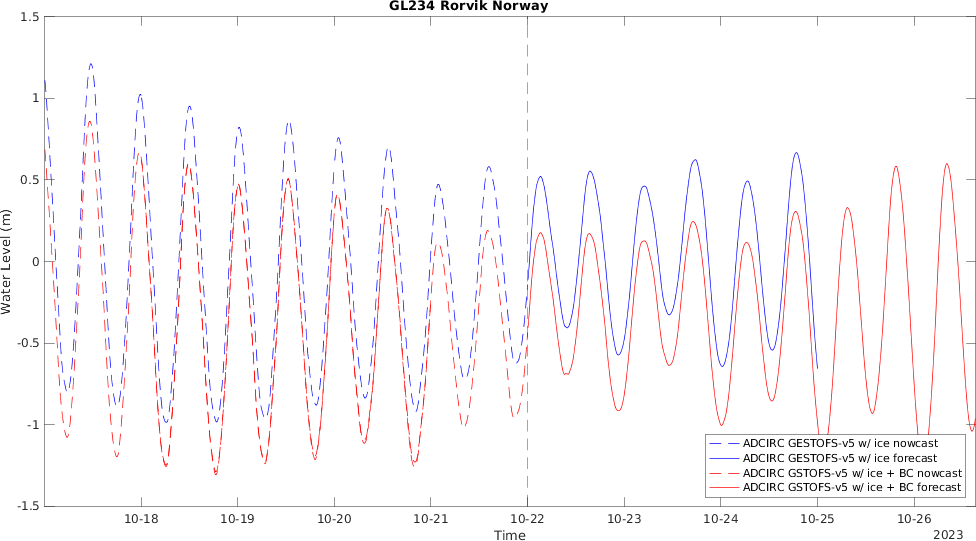 GL234 Rorvik Norway
1.5
1
0.5
0
-0.5
-1
-1.5
Water Level (m)
ADCIRC GESTOFS-v5 w/ ice nowcast
ADCIRC GESTOFS-v5 w/ ice forecast
ADCIRC GSTOFS-v5 w/ ice + BC nowcast
ADCIRC GSTOFS-v5 w/ ice + BC forecast
10-18 10-19 10-20 10-21 10-22 10-23 10-24 10-25 10-26
Time
2023